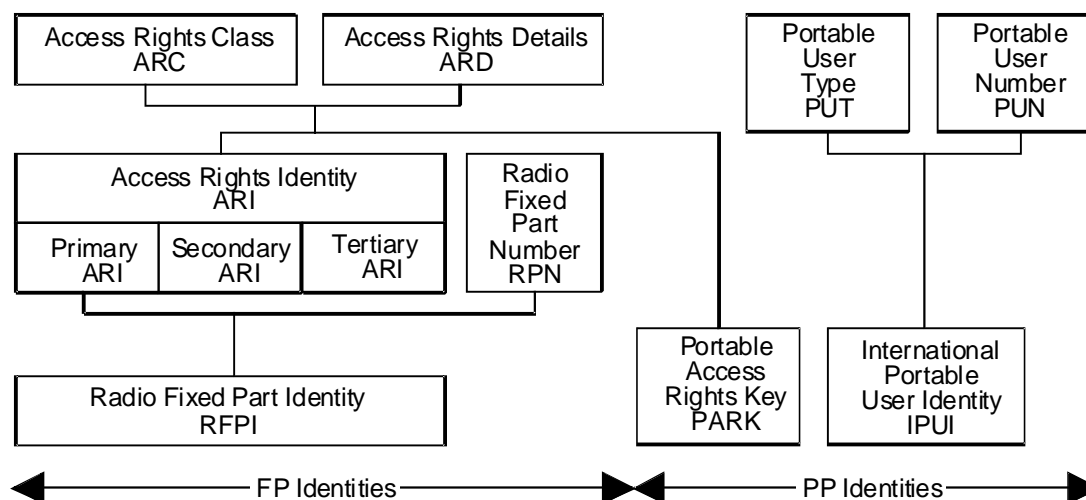 Access Rights Class
ARC
Access Rights Details
ARD
Portable
User
Type
PUT
Portable
User
Number
PUN
Access Rights Identity
ARI
Primary
ARI
Secondary
ARI
Tertiary
ARI
Radio
Fixed
Part
Number
RPN
Radio Fixed Part Identity
RFPI
Portable
Access
Rights Key
PARK
International
Portable
User Identity
IPUI
FP Identities
PP Identities